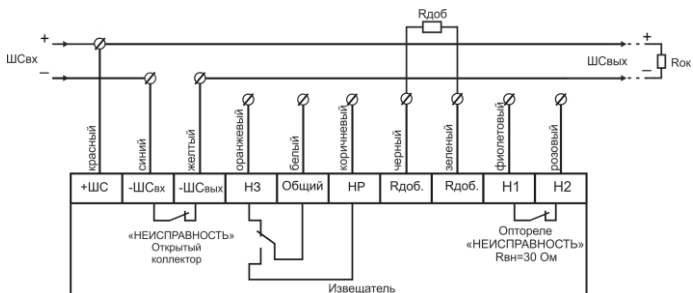 Rдоб
+
+
ШСвх
ШСвых
Rок
–
–
красный
синий
желтый
оранжевый
белый
коричневый
черный
зеленый
фиолетовый
розовый
+ШС
-ШСвх
-ШСвых
НЗ
Общий
НР
Rдоб.
Rдоб.
Н1
Н2
«НЕИСПРАВНОСТЬ»
Открытый
коллектор
Оптореле
«НЕИСПРАВНОСТЬ»
Rвн=30 Ом
Извещатель